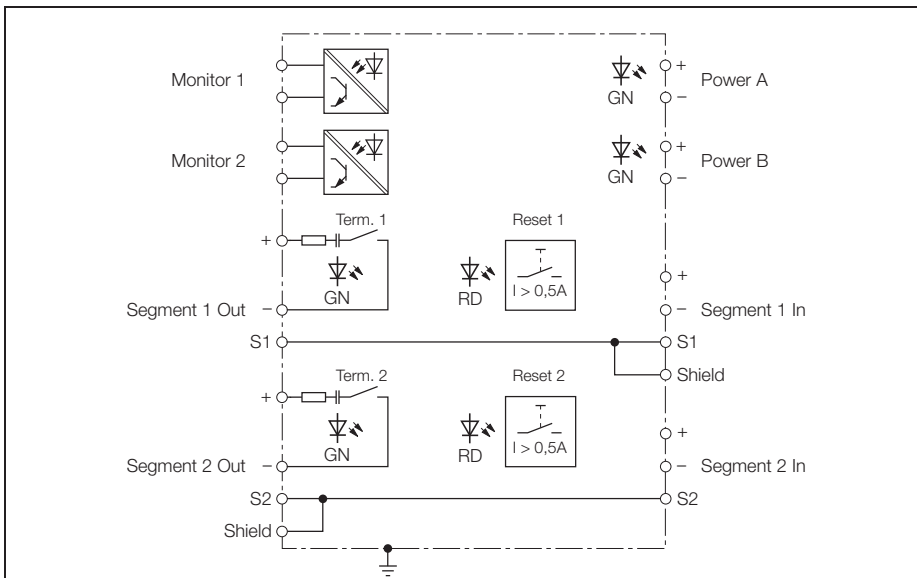 Monitor 1
+
Power A
GN
−
Monitor 2
+
Power B
GN
−
Term. 1
Reset 1
+
GN
RD
I > 0,5A
+
Segment 1 Out −
− Segment 1 In
S1
S1
Shield
Term. 2
Reset 2
+
GN
RD
I > 0,5A
+
Segment 2 Out −
− Segment 2 In
S2
S2
Shield